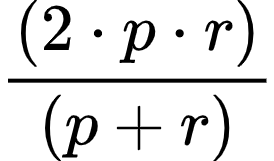 (2 · p · r)
(p + r)